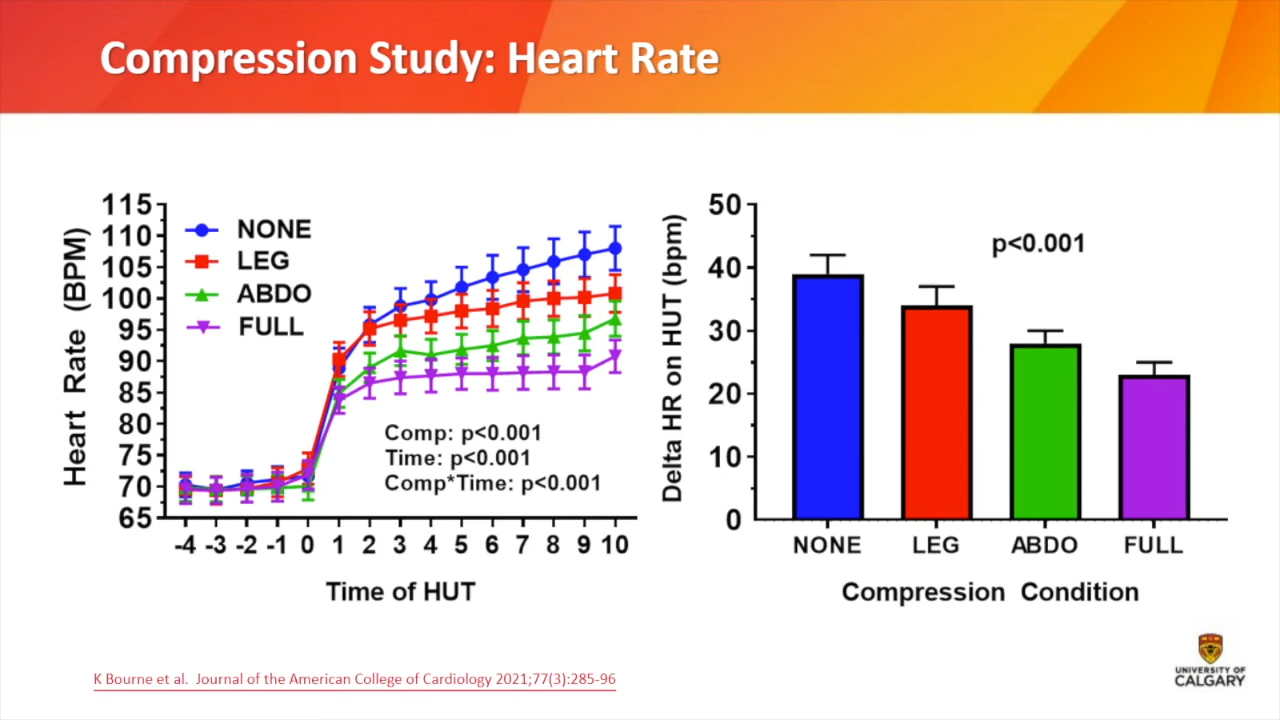 Compression Study: Heart Rate
Heart Rate (BPM)
115
110
105
100
95
90
85
80
75
70
65
NONE
LEG
ABDO
FULL
Comp: p<0.001
Time: p<0.001
Comp*Time: p<0.001
-4 -3 -2 -1 0 1 2 3 4 5 6 7 8 9 10
Time of HUT
Delta HR on HUT (bpm)
50
40
30
20
10
0
p<0.001
NONE LEG ABDO FULL
Compression Condition
K Bourne et al. Journal of the American College of Cardiology 2021;77(3):285-96
UNIVERSITY OF
CALGARY